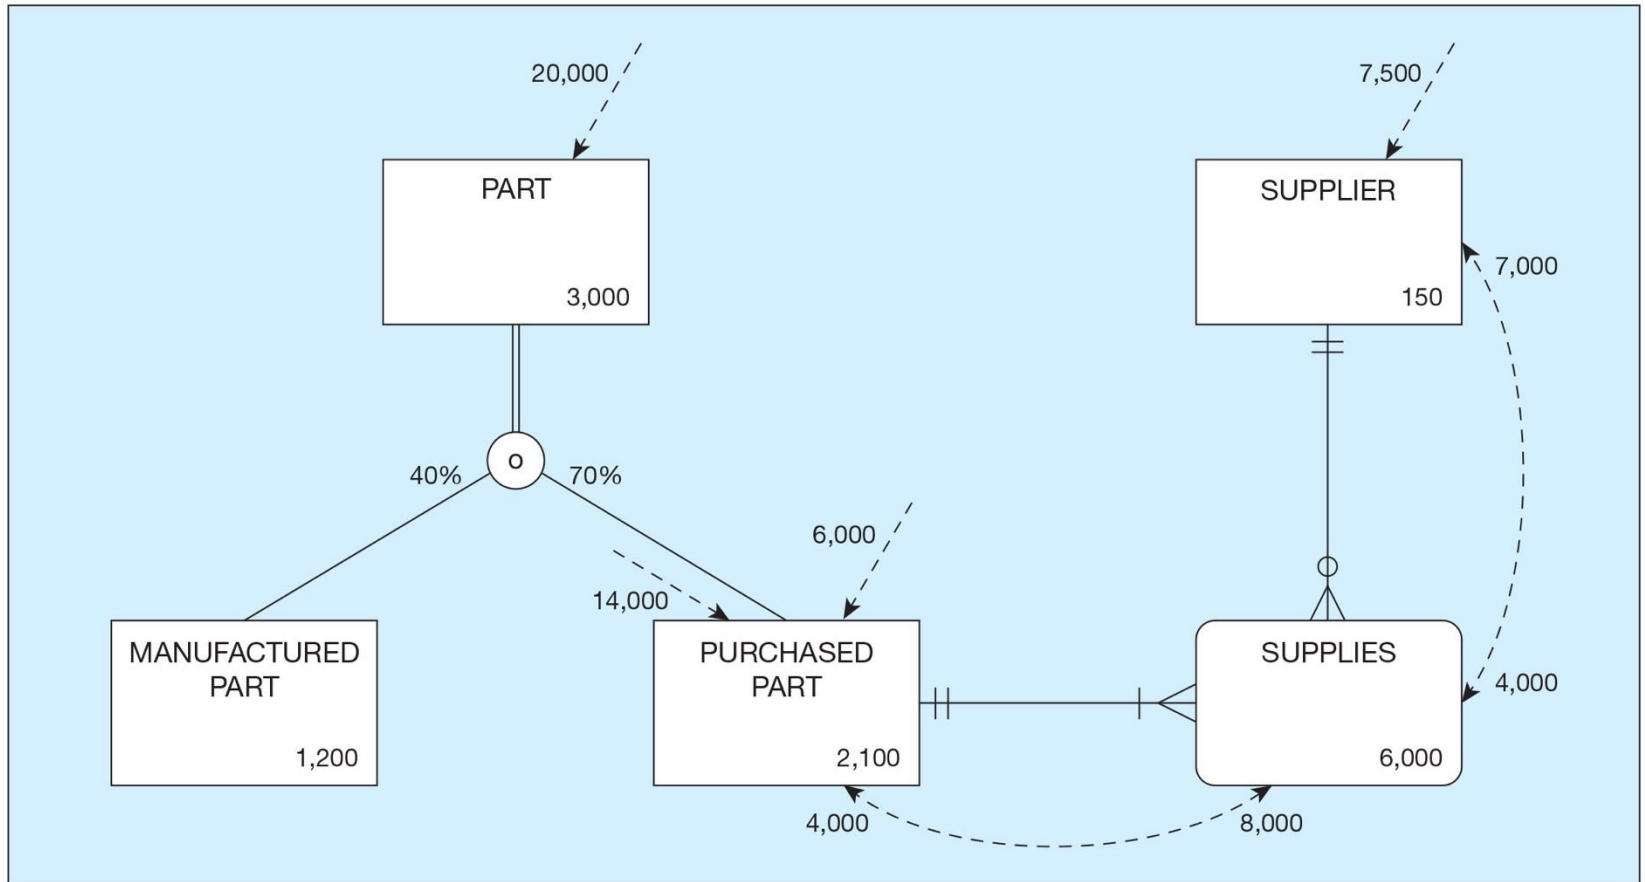 20,000
7,500
PART
3,000
SUPPLIER
150
7,000
40%
o
70%
6,000
14,000
MANUFACTURED
PART
1,200
PURCHASED
PART
2,100
SUPPLIES
6,000
4,000
4,000
8,000